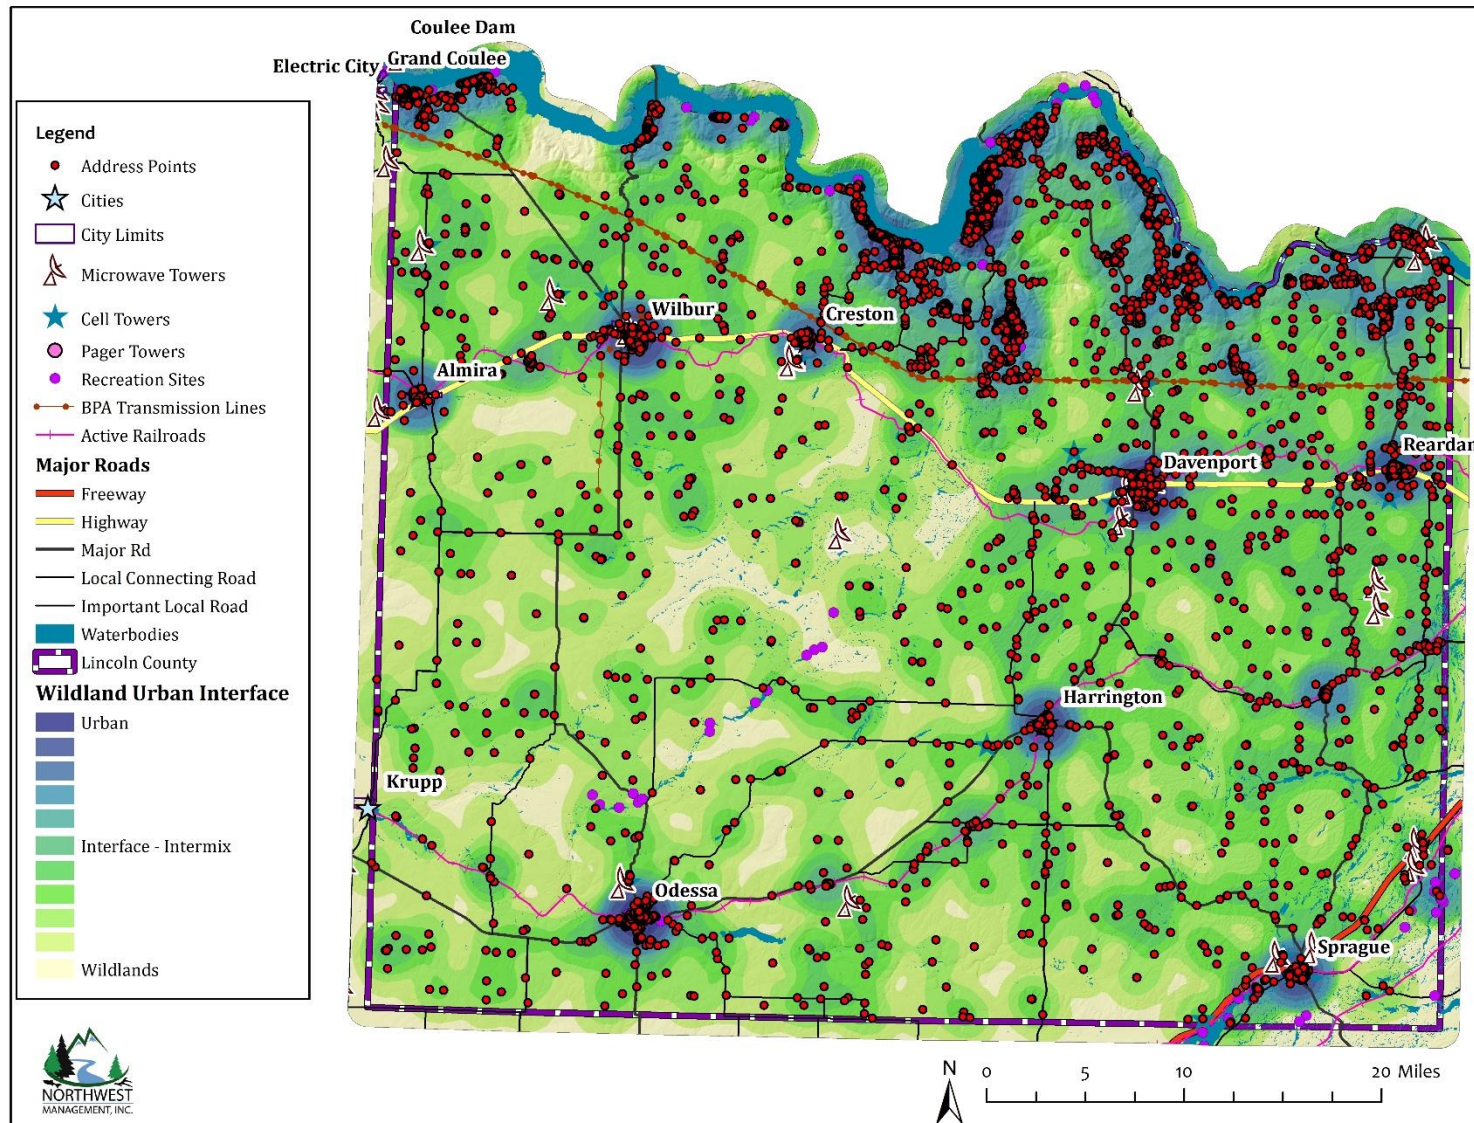 Coulee Dam
Electric City Grand Coulee
Legend
Address Points
Cities
City Limits
Microwave Towers
Cell Towers
Pager Towers
Recreation Sites
BPA Transmission Lines
Active Railroads
Major Roads
Freeway
Highway
Major Rd
Local Connecting Road
Important Local Road
Waterbodies
Lincoln County
Wildland Urban Interface
Urban
Interface - Intermix
Wildlands
Wilbur
Creston
Almira
Reardan
Davenport
Harrington
Krupp
Odessa
Sprague
NORTHWEST
MANAGEMENT, INC.
N
0 5 10 20 Miles